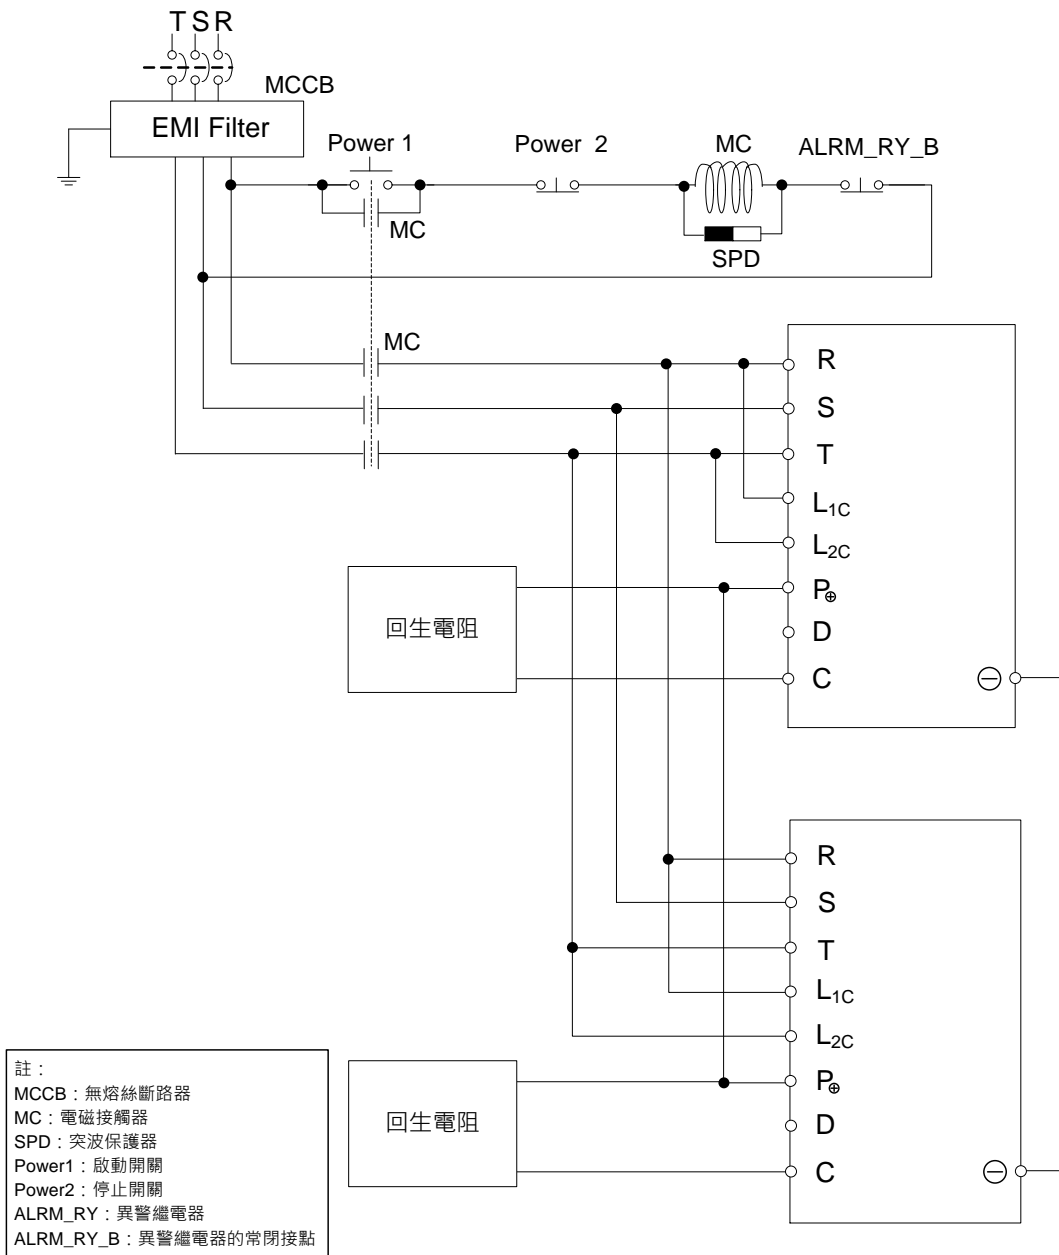 T S R
MCCB
EMI Filter
Power 1
Power 2
MC
ALRM_RY_B
MC
SPD
MC
R
S
T
L1C
L2C
P⊕
D
C
⊖
回生電阻
R
S
T
L1C
L2C
P⊕
D
C
⊖
回生電阻
註：
MCCB：無熔絲斷路器
MC：電磁接觸器
SPD：突波保護器
Power1：啟動開關
Power2：停止開關
ALRM_RY：異警繼電器
ALRM_RY_B：異警繼電器的常閉接點